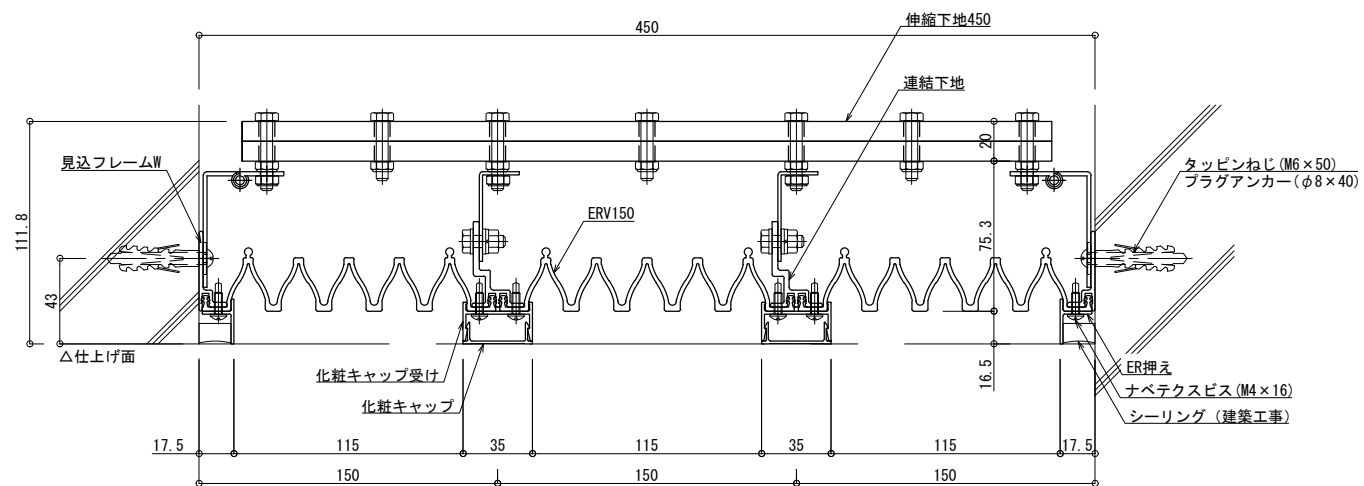 伸縮下地450
450
連結下地
見込フレームW
20
タッピンねじ(M6×50)
プラグアンカー(φ8×40)
ERV150
111.8
75.3
43
△仕上げ面
16.5
ER押え
化粧キャップ受け
ナベテクスビス(M4×16)
化粧キャップ
シーリング (建築工事)
17.5 115 35 115 35 115 17.5
150 150 150